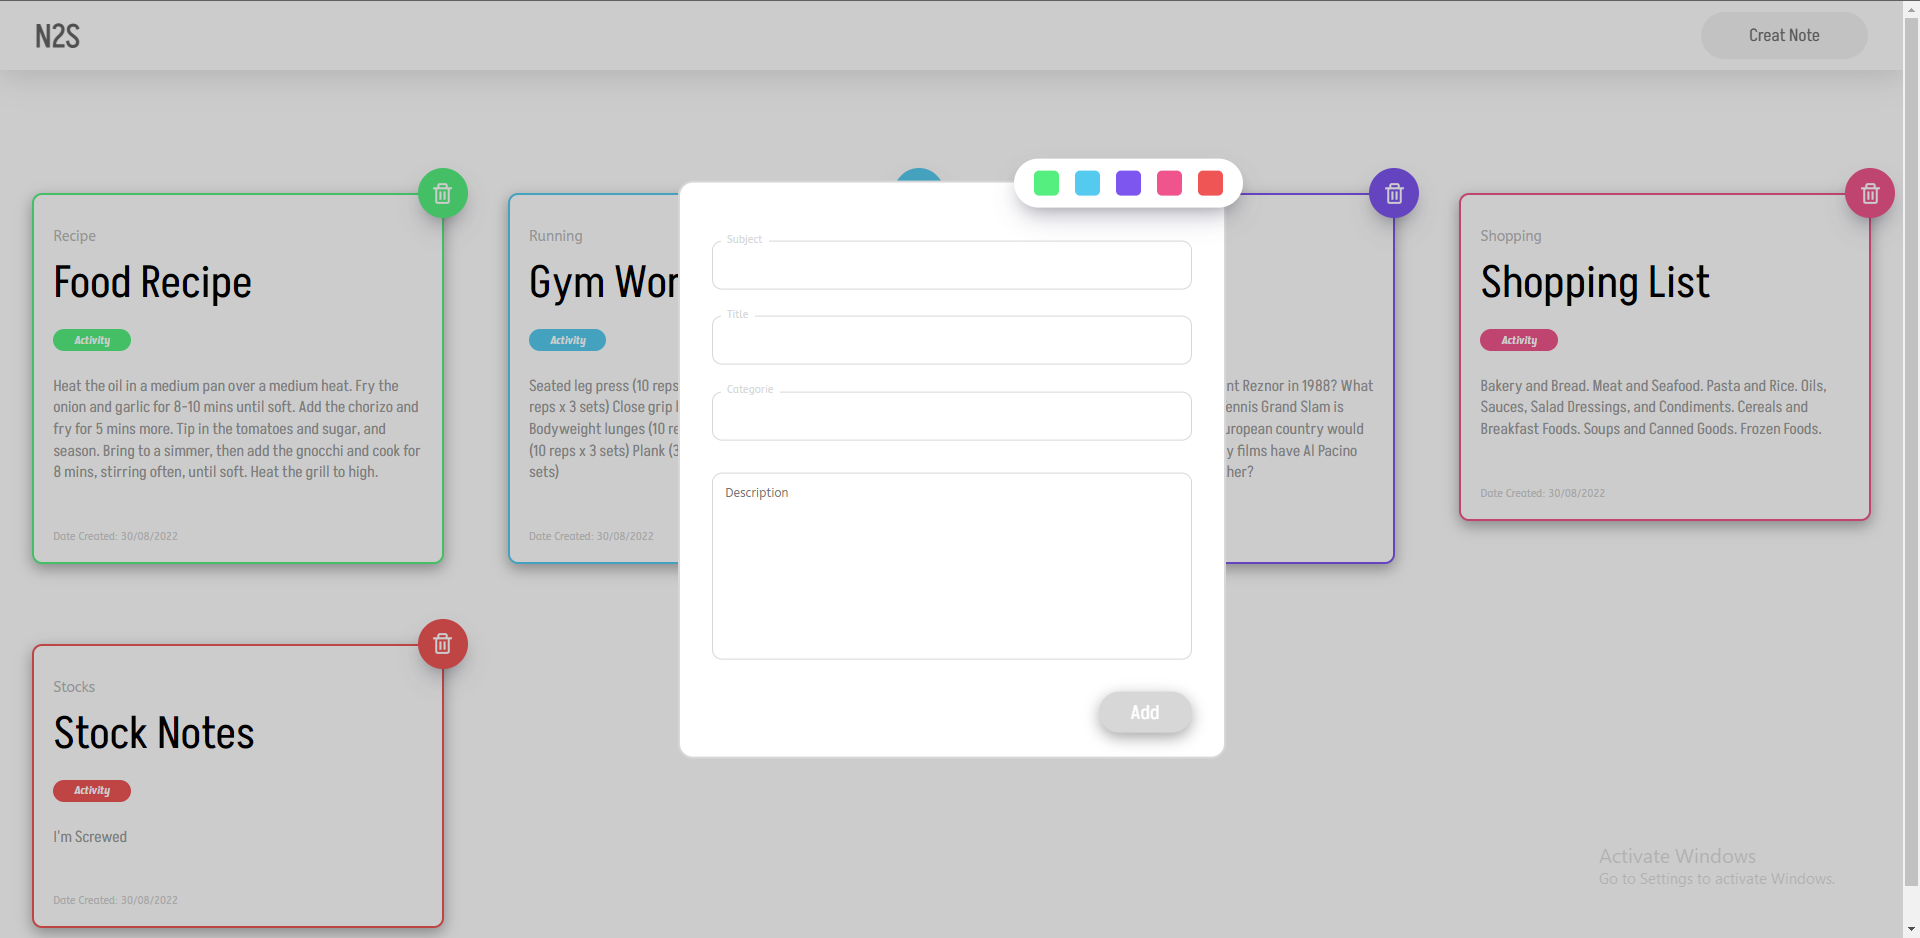 N2S
Creat Note
Recipe
Food Recipe
Activity
Heat the oil in a medium pan over a medium heat. Fry the
onion and garlic for 8-10 mins until soft. Add the chorizo and
fry for 5 mins more. Tip in the tomatoes and sugar, and
season. Bring to a simmer, then add the gnocchi and cook for
8 mins, stirring often, until soft. Heat the grill to high.
Date Created: 30/08/2022
Running
Gym Wor
Activity
Seated leg press (10 reps
reps x 3 sets) Close grip
Bodyweight lunges (10 re
(10 reps x 3 sets) Plank (3
sets)
Date Created: 30/08/2022
Subject
Title
Categorie
Description
Add
nt Reznor in 1988? What
ennis Grand Slam is
uropean country would
y films have Al Pacino
her?
Shopping
Shopping List
Activity
Bakery and Bread. Meat and Seafood. Pasta and Rice. Oils,
Sauces, Salad Dressings, and Condiments. Cereals and
Breakfast Foods. Soups and Canned Goods. Frozen Foods.
Date Created: 30/08/2022
Stocks
Stock Notes
Activity
I'm Screwed
Date Created: 30/08/2022
Activate Windows
Go to Settings to activate Windows.